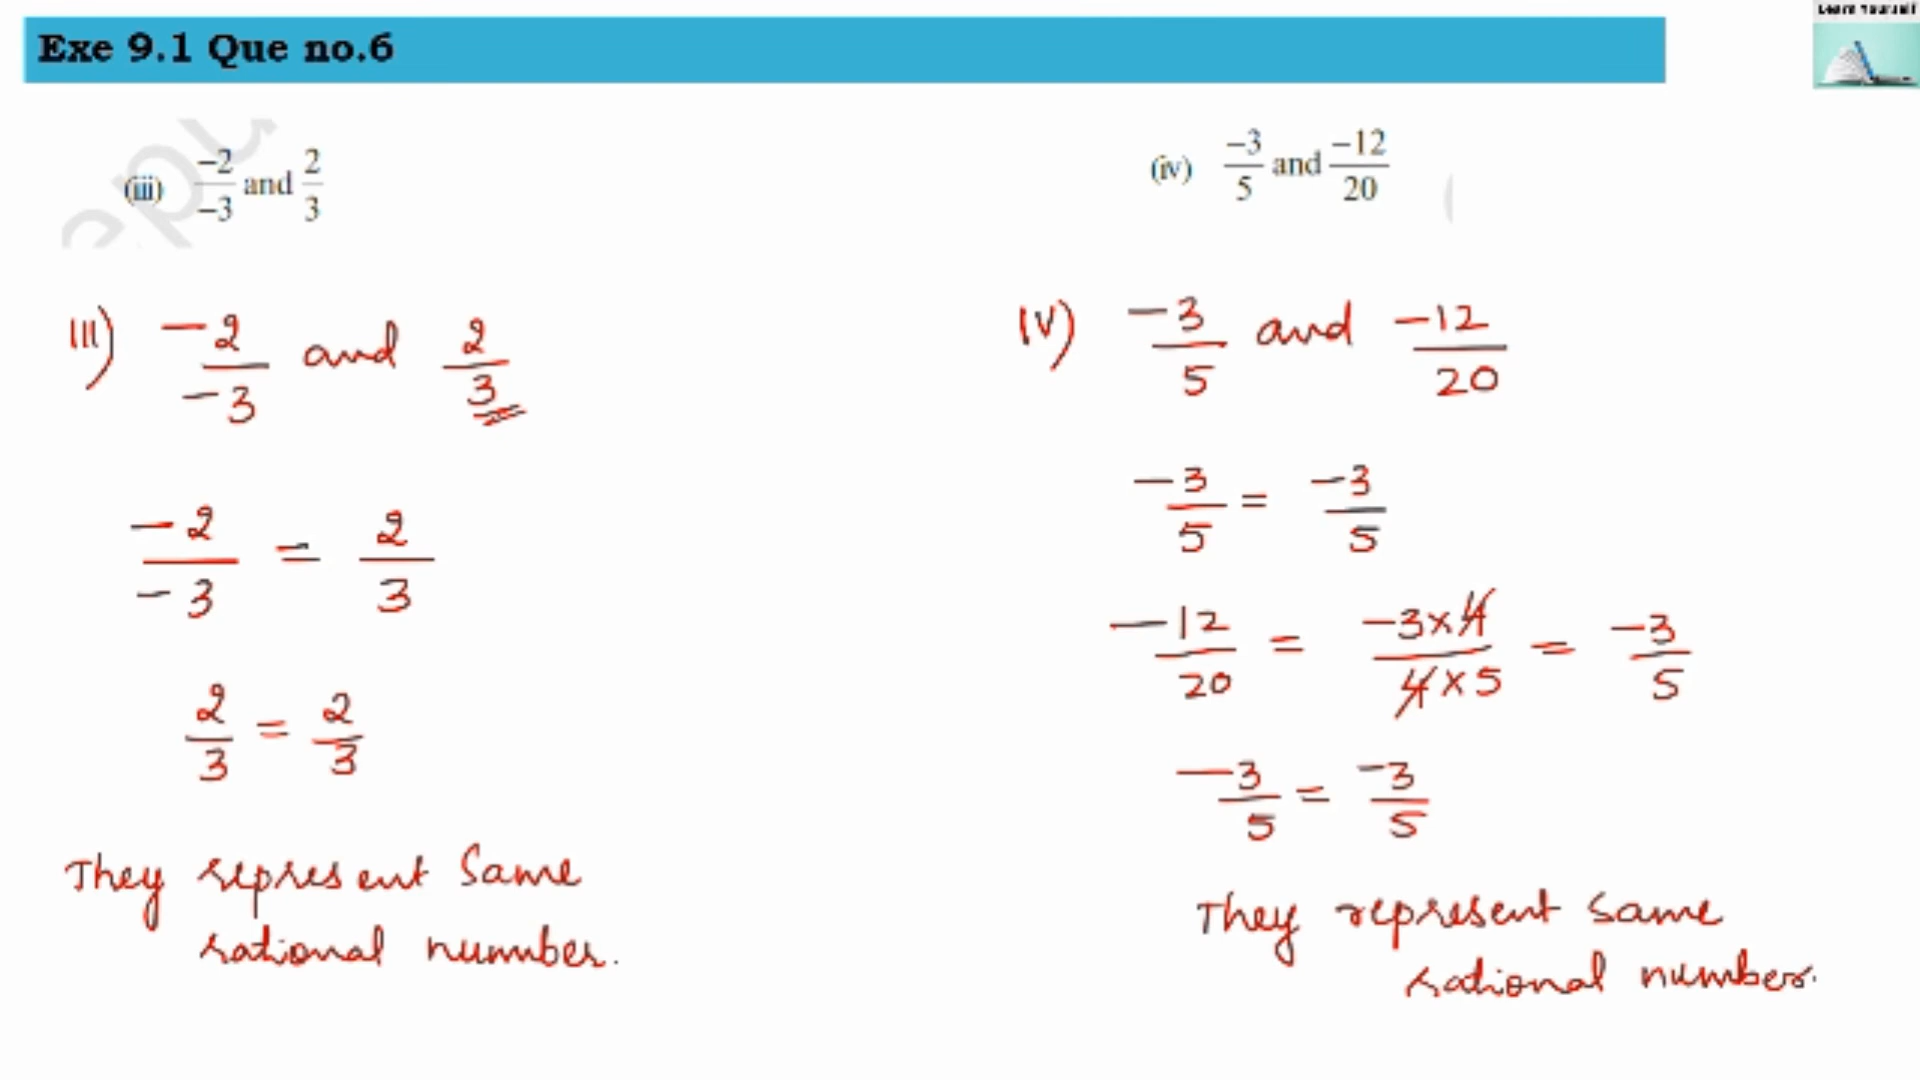 Learn Yourself
Exe 9.1 Que no.6
(iii) -2/-3 and 2/3
III) -2/-3 and 2/3
-2/-3 = 2/3
2/3 = 2/3
They represent Same
rational number.
(iv) -3/5 and -12/20
IV) -3/5 and -12/20
-3/5 = -3/5
-12/20 = -3×4/4×5 = -3/5
-3/5 = -3/5
They represent same
rational number.